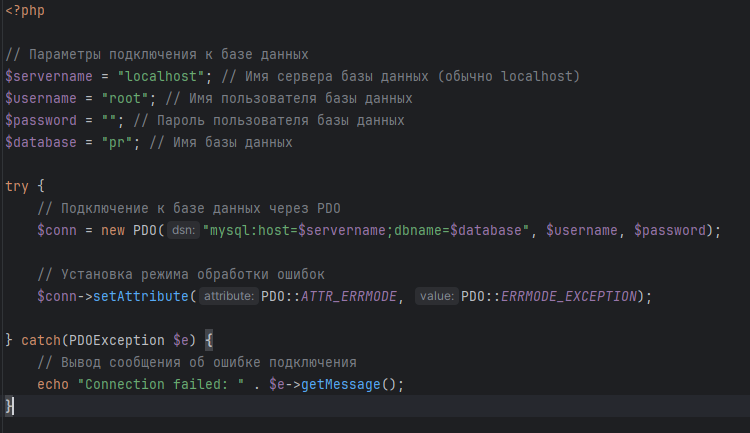 <?php
// Параметры подключения к базе данных
$servername = "localhost"; // Имя сервера базы данных (обычно localhost)
$username = "root"; // Имя пользователя базы данных
$password = ""; // Пароль пользователя базы данных
$database = "pr"; // Имя базы данных
try {
// Подключение к базе данных через PDO
$conn = new PDO( dsn: "mysql:host=$servername;dbname=$database", $username, $password);
// Установка режима обработки ошибок
$conn->setAttribute( attribute: PDO::ATTR_ERRMODE, value: PDO::ERRMODE_EXCEPTION);
} catch(PDOException $e) {
// Вывод сообщения об ошибке подключения
echo "Connection failed: " . $e->getMessage();
}